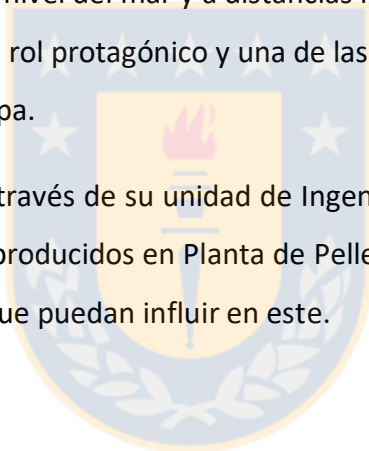 nivel del mar y a distancias
rol protagónico y una de las
pa.
través de su unidad de Ingen
producidos en Planta de Pelle
ue puedan influir en este.